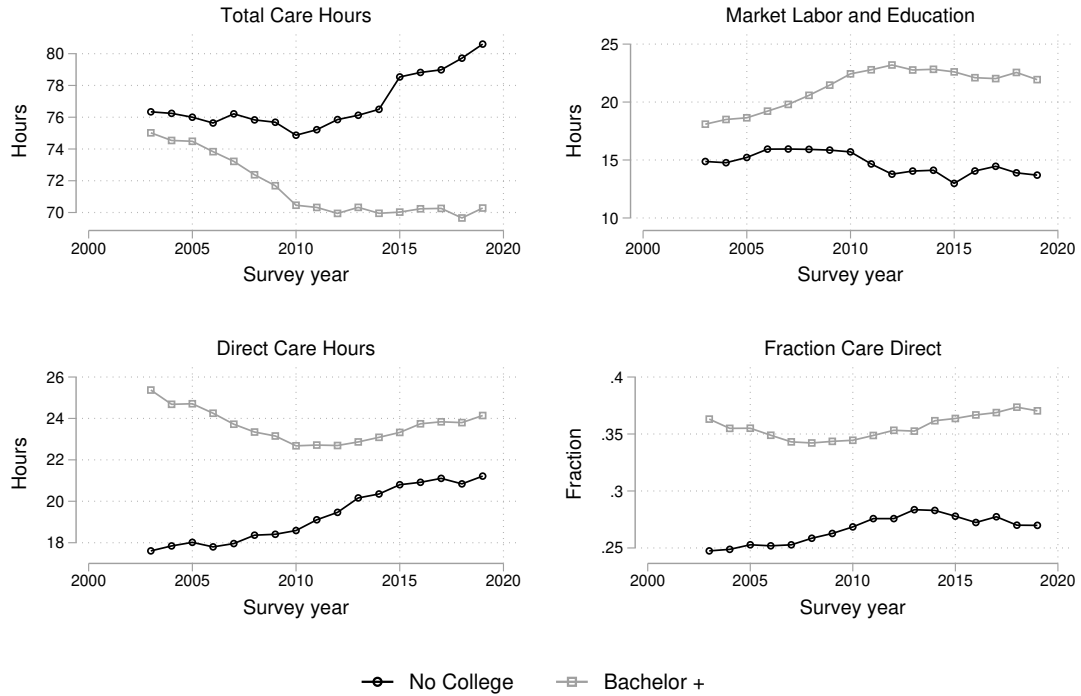 Total Care Hours
Hours
80
78
76
74
72
70
2000 2005 2010 2015 2020
Survey year
Market Labor and Education
Hours
25
20
15
10
2000 2005 2010 2015 2020
Survey year
Direct Care Hours
Hours
26
24
22
20
18
2000 2005 2010 2015 2020
Survey year
Fraction Care Direct
Fraction
.4
.35
.3
.25
2000 2005 2010 2015 2020
Survey year
No College Bachelor +